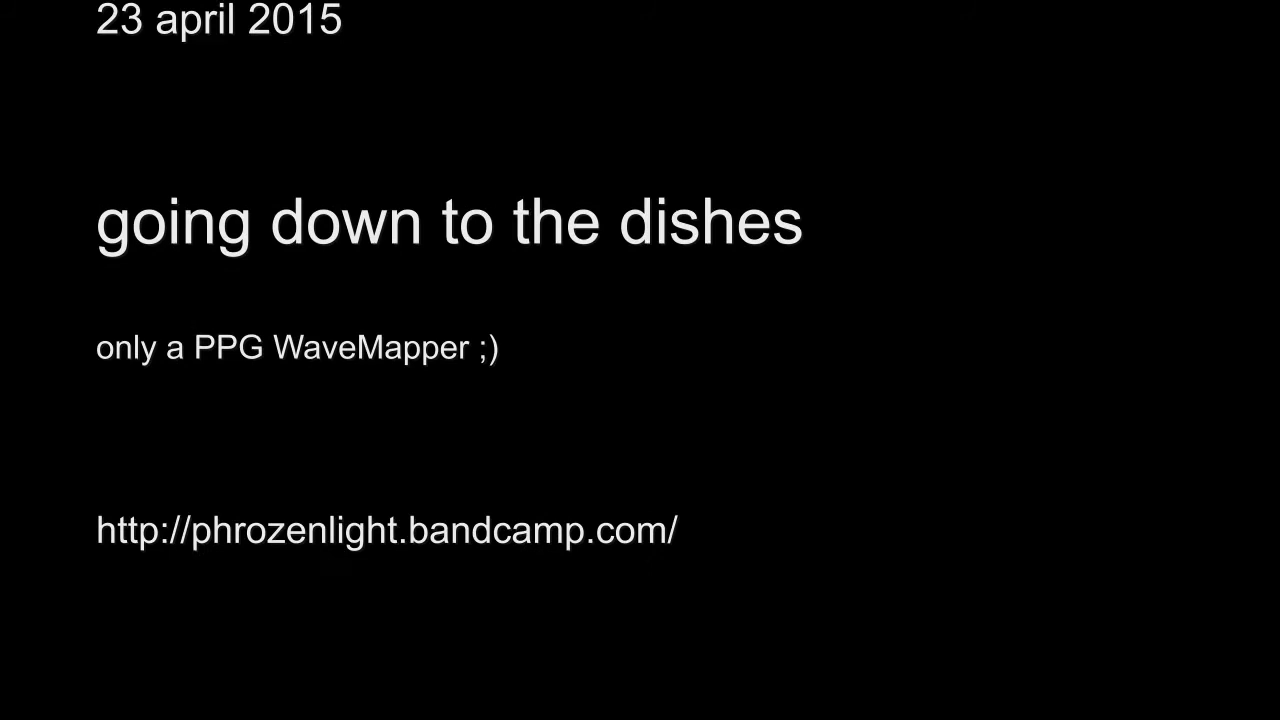 23 april 2015
going down to the dishes
only a PPG WaveMapper ;)
http://phrozenlight.bandcamp.com/